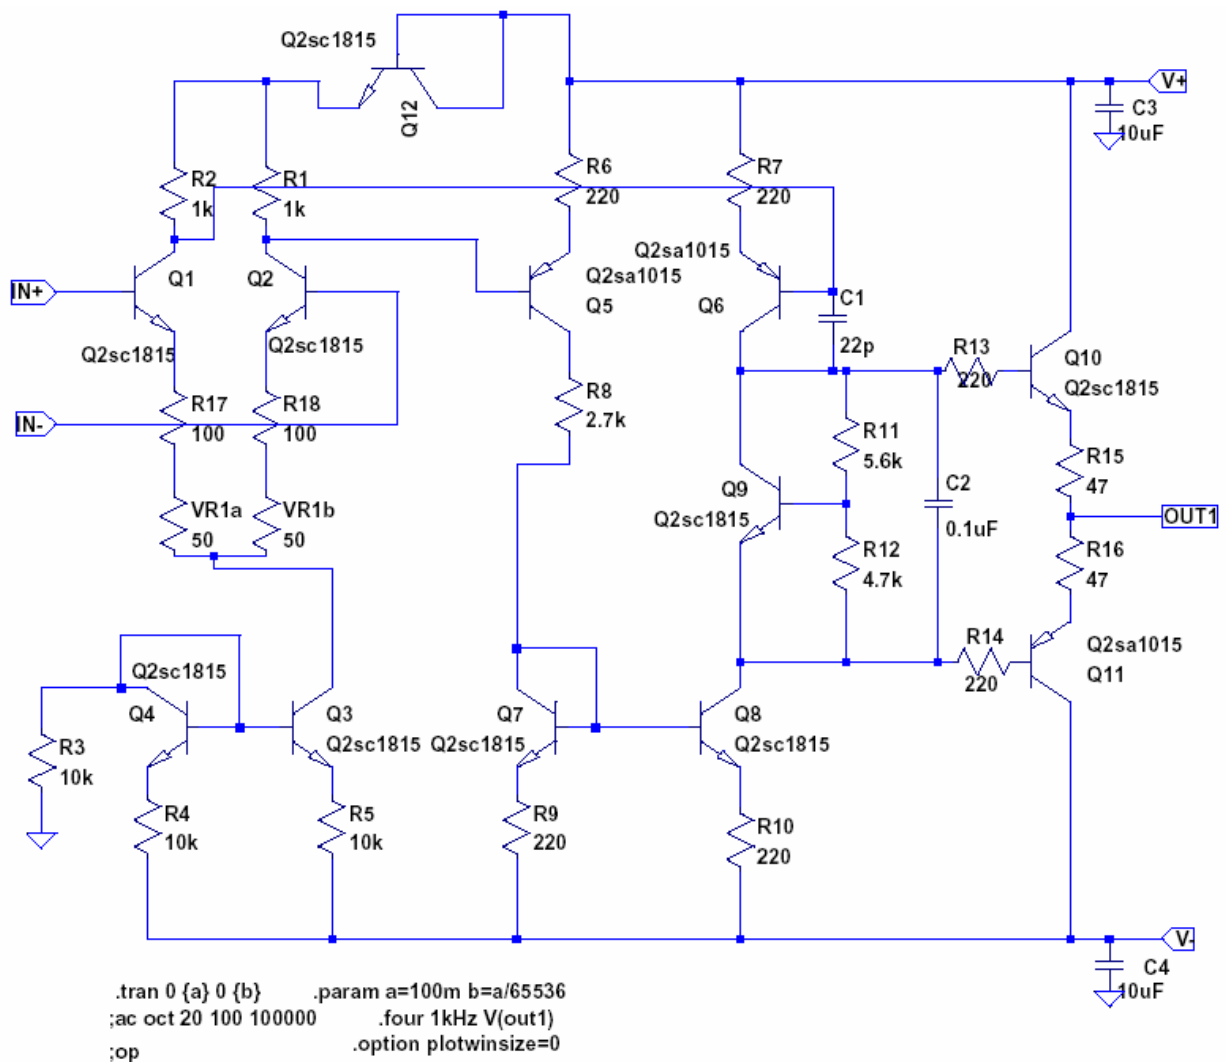 Q2sc1815
Q12
V+
C3
10uF
R2
1k
R1
1k
R6
220
R7
220
Q2sa1015
Q2sa1015
Q1
Q2
Q5
Q6
IN+
C1
22p
Q2sc1815
Q2sc1815
R13
220
Q10
Q2sc1815
R17
100
R18
100
IN-
R8
2.7k
R11
5.6k
R15
47
Q9
Q2sc1815
C2
0.1uF
OUT1
VR1a
50
VR1b
50
R12
4.7k
R16
47
R14
220
Q2sa1015
Q11
Q2sc1815
Q4
Q3
Q2sc1815
Q7
Q2sc1815
Q8
Q2sc1815
R3
10k
R4
10k
R5
10k
R9
220
R10
220
V-
C4
10uF
.tran 0 {a} 0 {b}
.param a=100m b=a/65536
;ac oct 20 100 100000
.four 1kHz V(out1)
;op
.option plotwinsize=0